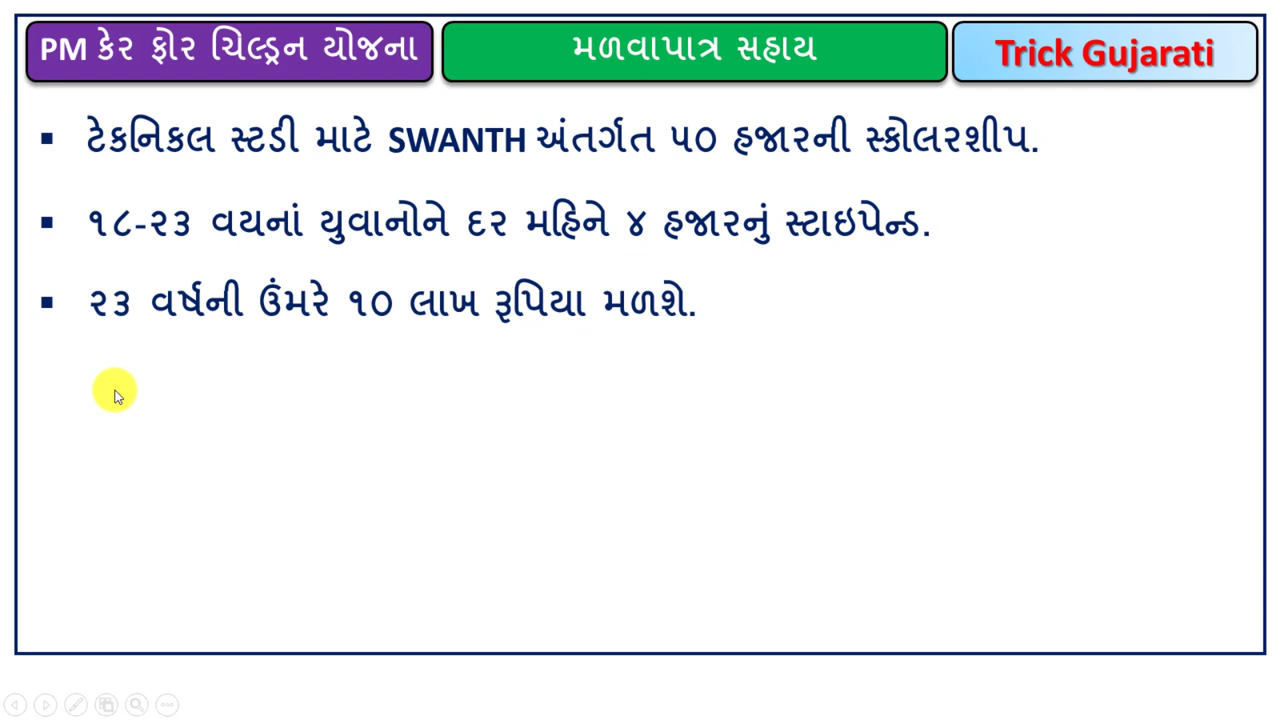 PM કેર ફોર ચિલ્ડ્રન યોજના
મળવાપાત્ર સહાય
Trick Gujarati
▪ ટેકનિકલ સ્ટડી માટે SWANTH અંતર્ગત ૫૦ હજારની સ્કોલરશીપ.
▪ ૧૮-૨૩ વયનાં યુવાનોને દર મહિને ૪ હજારનું સ્ટાઇપેન્ડ.
▪ ૨૩ વર્ષની ઉંમરે ૧૦ લાખ રૂપિયા મળશે.